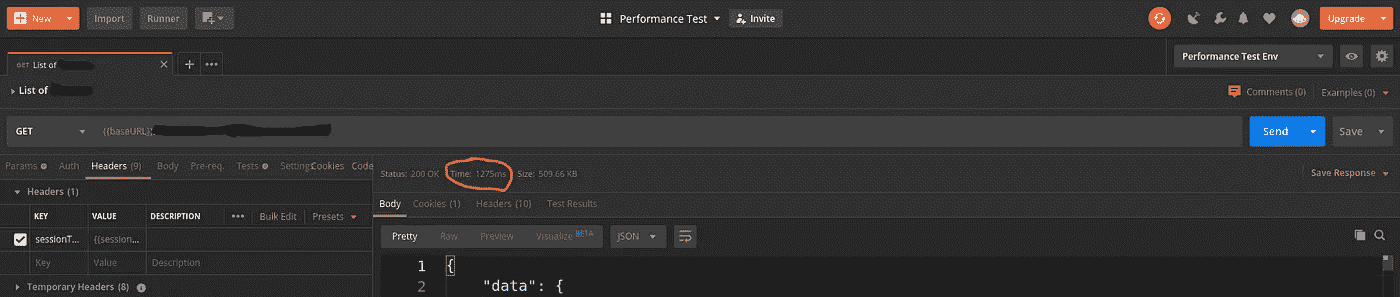 New Import Runner Performance Test Invite Upgrade
GET List of
Performance Test Env
List of
Comments (0) Examples (0)
GET {{baseURL}} Send Save
Params Auth Headers (9) Body Pre-req. Tests Settings Cookies Code
Status: 200 OK Time: 1275ms Size: 509.66 KB Save Response
Headers (1)
Body Cookies (1) Headers (10) Test Results
KEY VALUE DESCRIPTION ••• Bulk Edit Presets
Pretty Raw Preview Visualize BETA JSON
sessionT... {{session...
Key Value Description
1 {
2 "data": {
Temporary Headers (8)